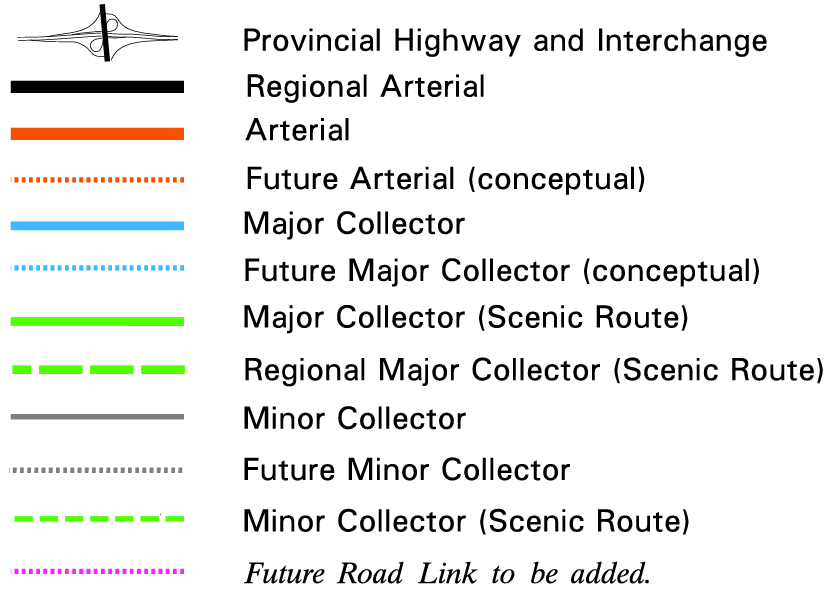 Provincial Highway and Interchange
Regional Arterial
Arterial
Future Arterial (conceptual)
Major Collector
Future Major Collector (conceptual)
Major Collector (Scenic Route)
Regional Major Collector (Scenic Route)
Minor Collector
Future Minor Collector
Minor Collector (Scenic Route)
Future Road Link to be added.